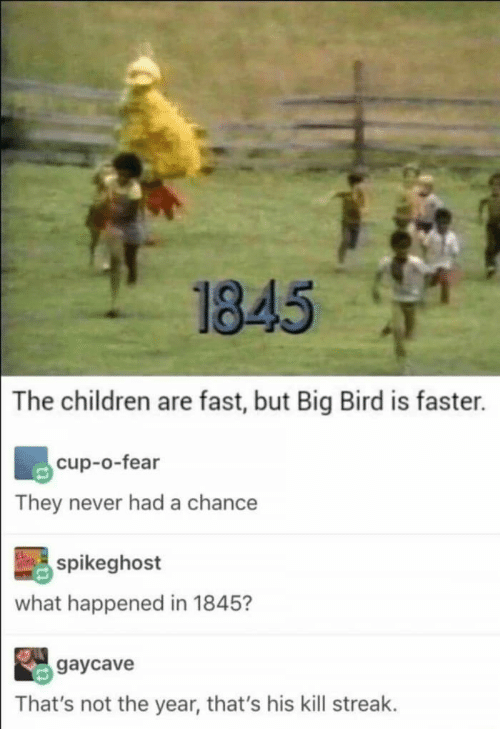 1845
The children are fast, but Big Bird is faster.
cup-o-fear
They never had a chance
spikeghost
what happened in 1845?
gaycave
That's not the year, that's his kill streak.